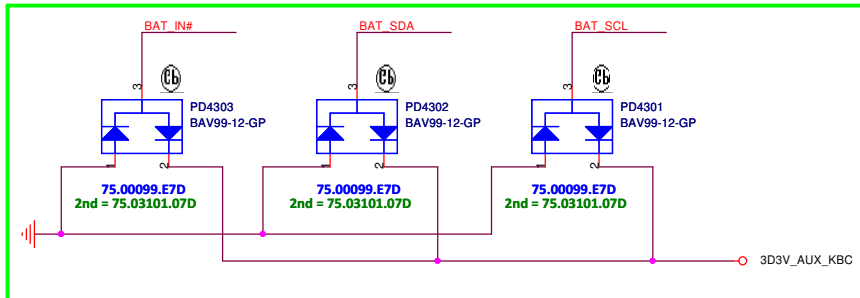 BAT_IN#
BAT_SDA
BAT_SCL
3
3
3
PD4303
BAV99-12-GP
PD4302
BAV99-12-GP
PD4301
BAV99-12-GP
1
2
1
2
1
2
75.00099.E7D
2nd = 75.03101.07D
75.00099.E7D
2nd = 75.03101.07D
75.00099.E7D
2nd = 75.03101.07D
3D3V_AUX_KBC